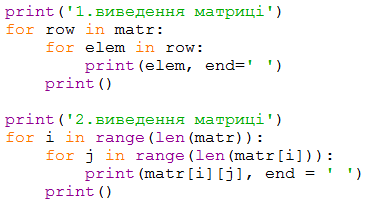 print('1.виведення матриці')
for row in matr:
    for elem in row:
        print(elem, end=' ')
    print()

print('2.виведення матриці')
for i in range(len(matr)):
    for j in range(len(matr[i])):
        print(matr[i][j], end = ' ')
    print()